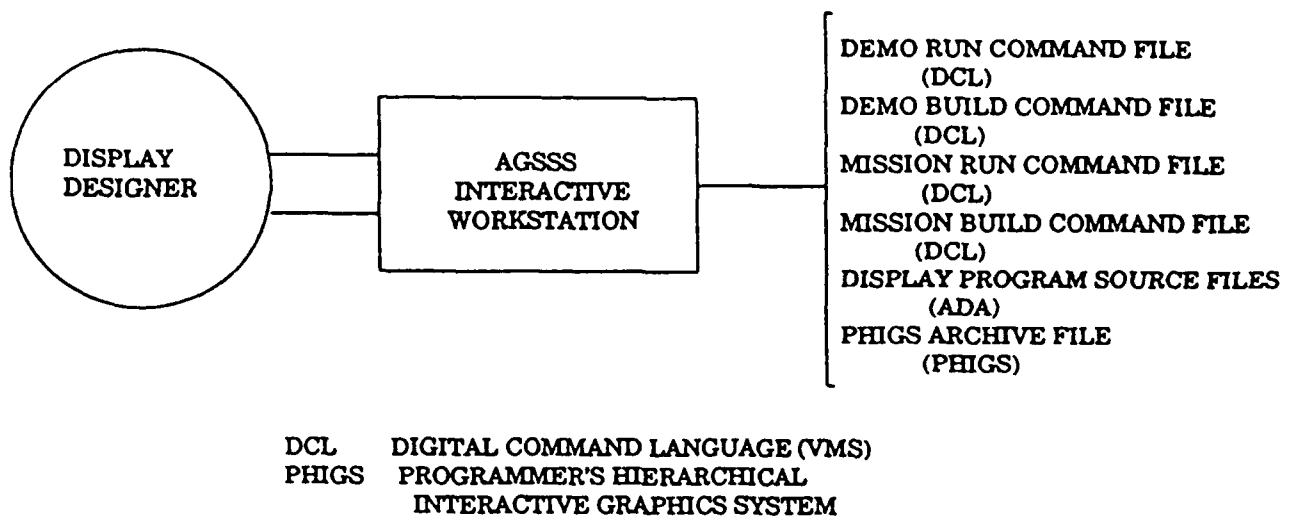 DISPLAY
DESIGNER
AGSSS
INTERACTIVE
WORKSTATION
DEMO RUN COMMAND FILE
(DCL)
DEMO BUILD COMMAND FILE
(DCL)
MISSION RUN COMMAND FILE
(DCL)
MISSION BUILD COMMAND FILE
(DCL)
DISPLAY PROGRAM SOURCE FILES
(ADA)
PHIGS ARCHIVE FILE
(PHIGS)
DCL DIGITAL COMMAND LANGUAGE (VMS)
PHIGS PROGRAMMER'S HIERARCHICAL
INTERACTIVE GRAPHICS SYSTEM